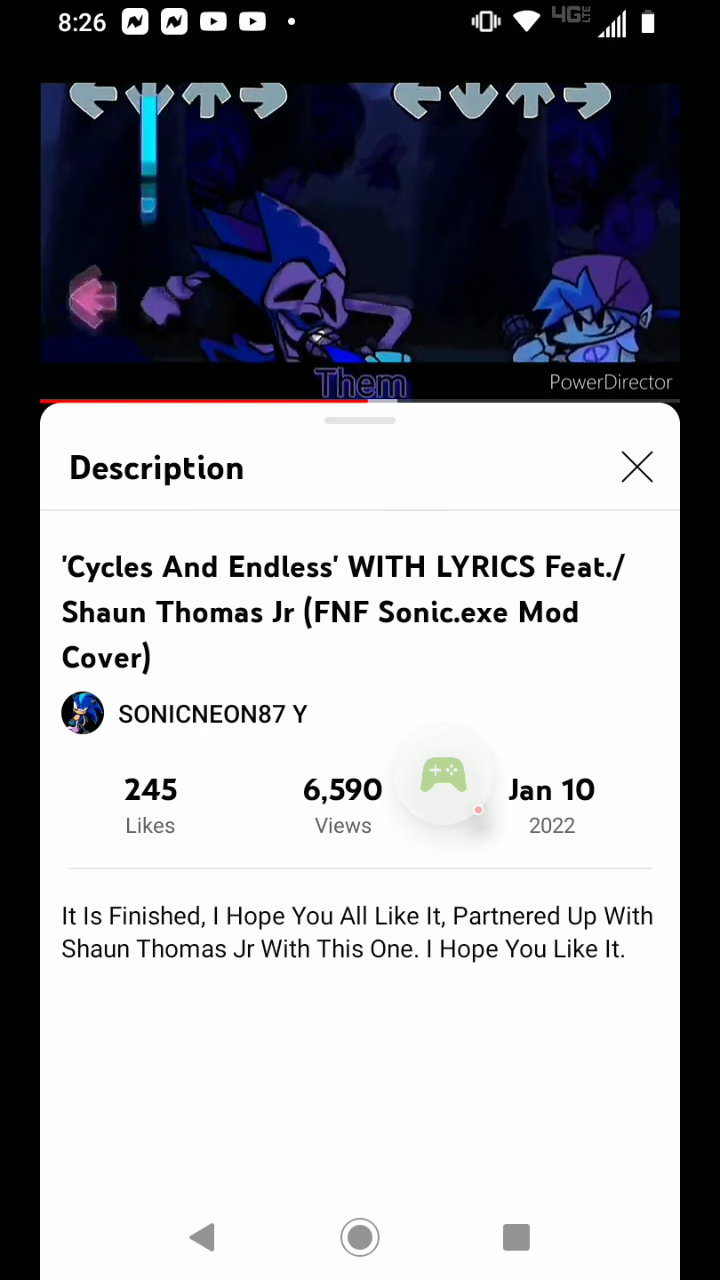 8:26
4GLTE
Them
PowerDirector
Description
'Cycles And Endless' WITH LYRICS Feat./
Shaun Thomas Jr (FNF Sonic.exe Mod
Cover)
SONICNEON87 Y
245 6,590 Jan 10
Likes Views 2022
It Is Finished, I Hope You All Like It, Partnered Up With
Shaun Thomas Jr With This One. I Hope You Like It.